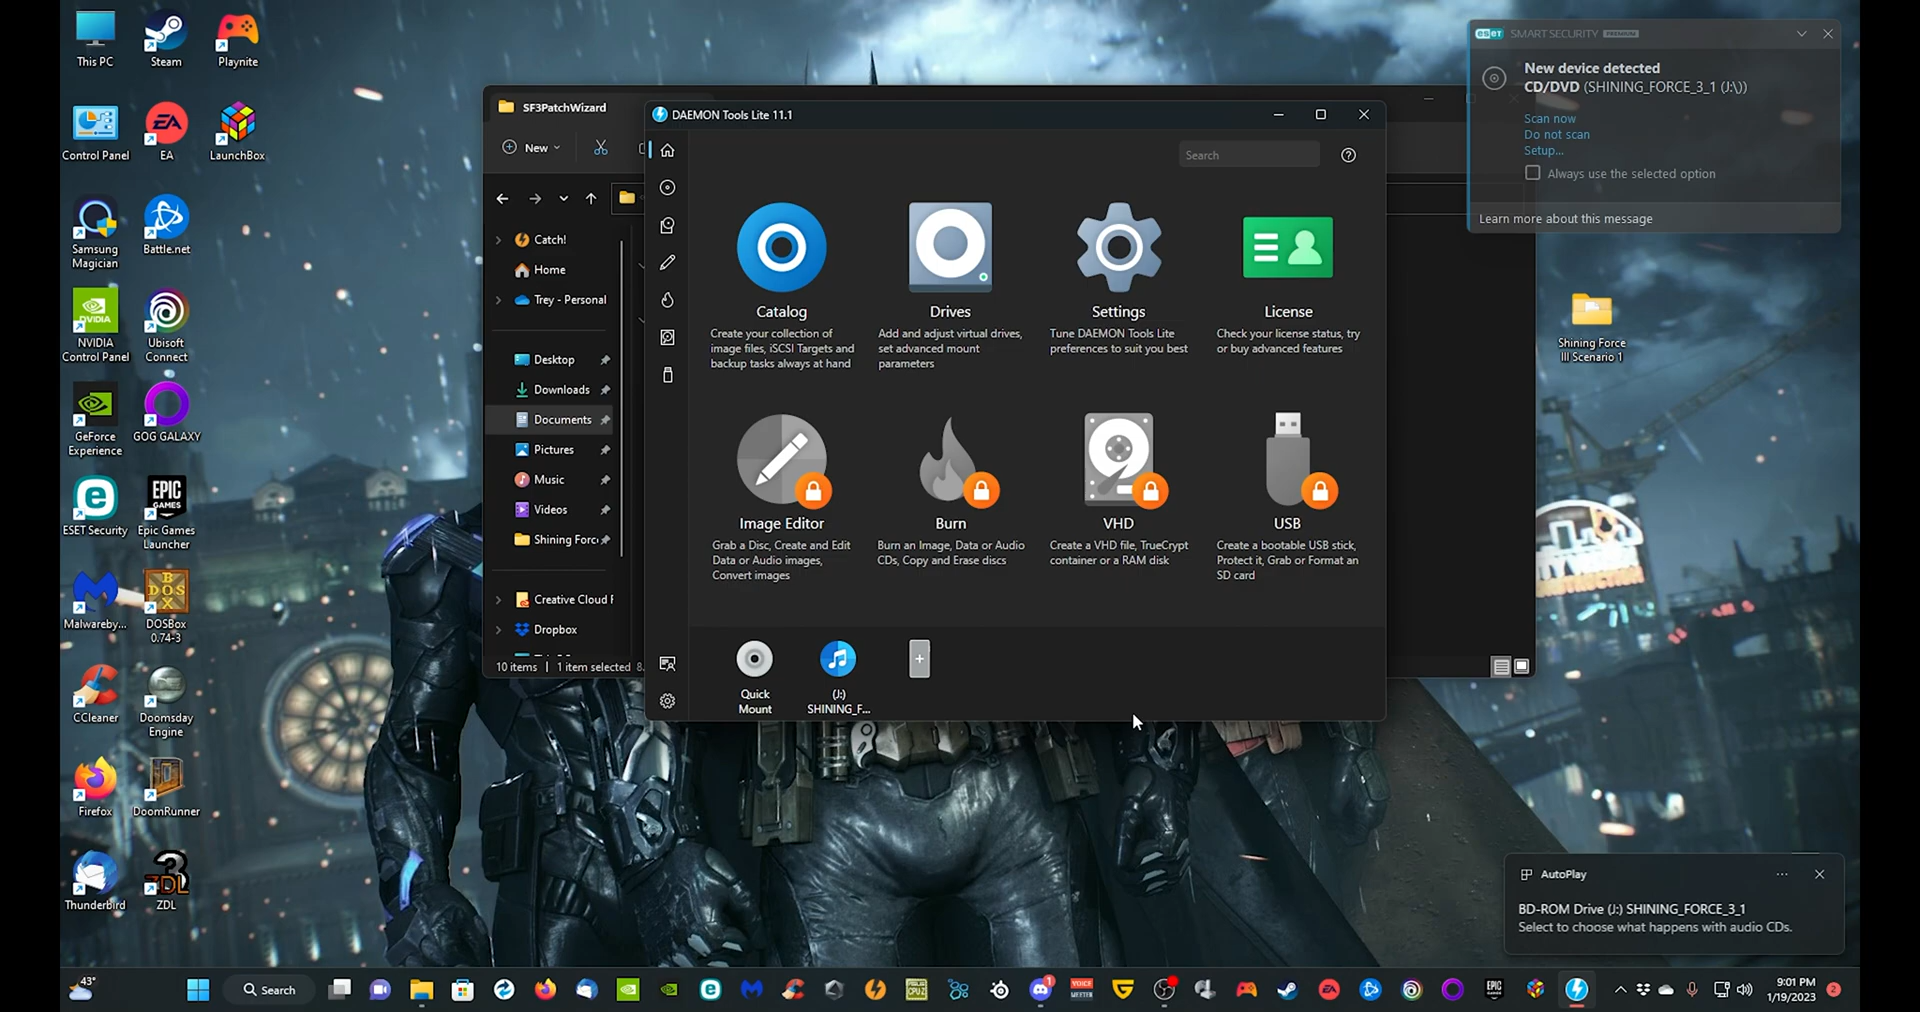 This PC
Steam
Playnite
Control Panel
EA
LaunchBox
Samsung
Magician
Battle.net
NVIDIA
Control Panel
Ubisoft
Connect
GeForce
Experience
GOG GALAXY
ESET Security
EPIC
GAMES
Epic Games
Launcher
Malwareby...
DOSBox
0.74-3
CCleaner
Doomsday
Engine
Firefox
DoomRunner
Thunderbird
ZDL
SF3PatchWizard
New
Catch!
Home
Trey - Personal
Desktop
Downloads
Documents
Pictures
Music
Videos
Shining Forc
Creative Cloud F
Dropbox
10 items
1 item selected
DAEMON Tools Lite 11.1
Search
Catalog
Create your collection of
image files, iSCSI Targets and
backup tasks always at hand
Drives
Add and adjust virtual drives,
set advanced mount
parameters
Settings
Tune DAEMON Tools Lite
preferences to suit you best
License
Check your license status, try
or buy advanced features
Image Editor
Grab a Disc, Create and Edit
Data or Audio images,
Convert images
Burn
Burn an Image, Data or Audio
CDs, Copy and Erase discs
VHD
Create a VHD file, TrueCrypt
container or a RAM disk
USB
Create a bootable USB stick,
Protect it, Grab or Format an
SD card
Quick
Mount
(J:)
SHINING_F...
eset SMART SECURITY PREMIUM
New device detected
CD/DVD (SHINING_FORCE_3_1 (J:\))
Scan now
Do not scan
Setup...
Always use the selected option
Learn more about this message
Shining Force
III Scenario 1
AutoPlay
BD-ROM Drive (J:) SHINING_FORCE_3_1
Select to choose what happens with audio CDs.
43°
Search
9:01 PM
1/19/2023
2